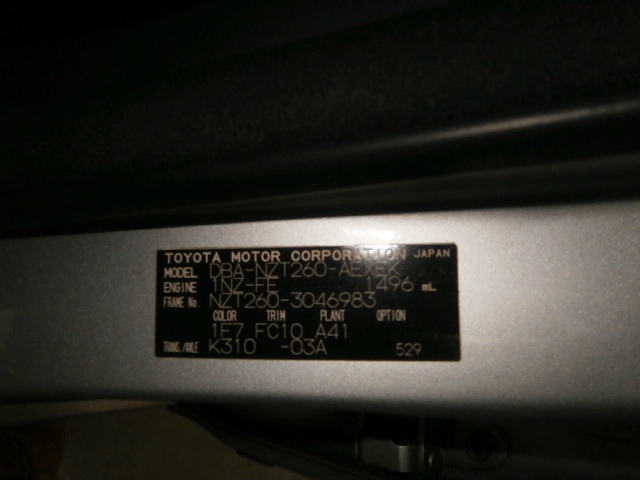 TOYOTA MOTOR CORPORATION JAPAN
MODEL DBA-NZT260-AEXEK
ENGINE 1NZ-FE 1496 mL
FRAME No. NZT260-3046983
COLOR TRIM PLANT OPTION
1F7 FC10 A41
TRANS./AXLE K310 -03A 529